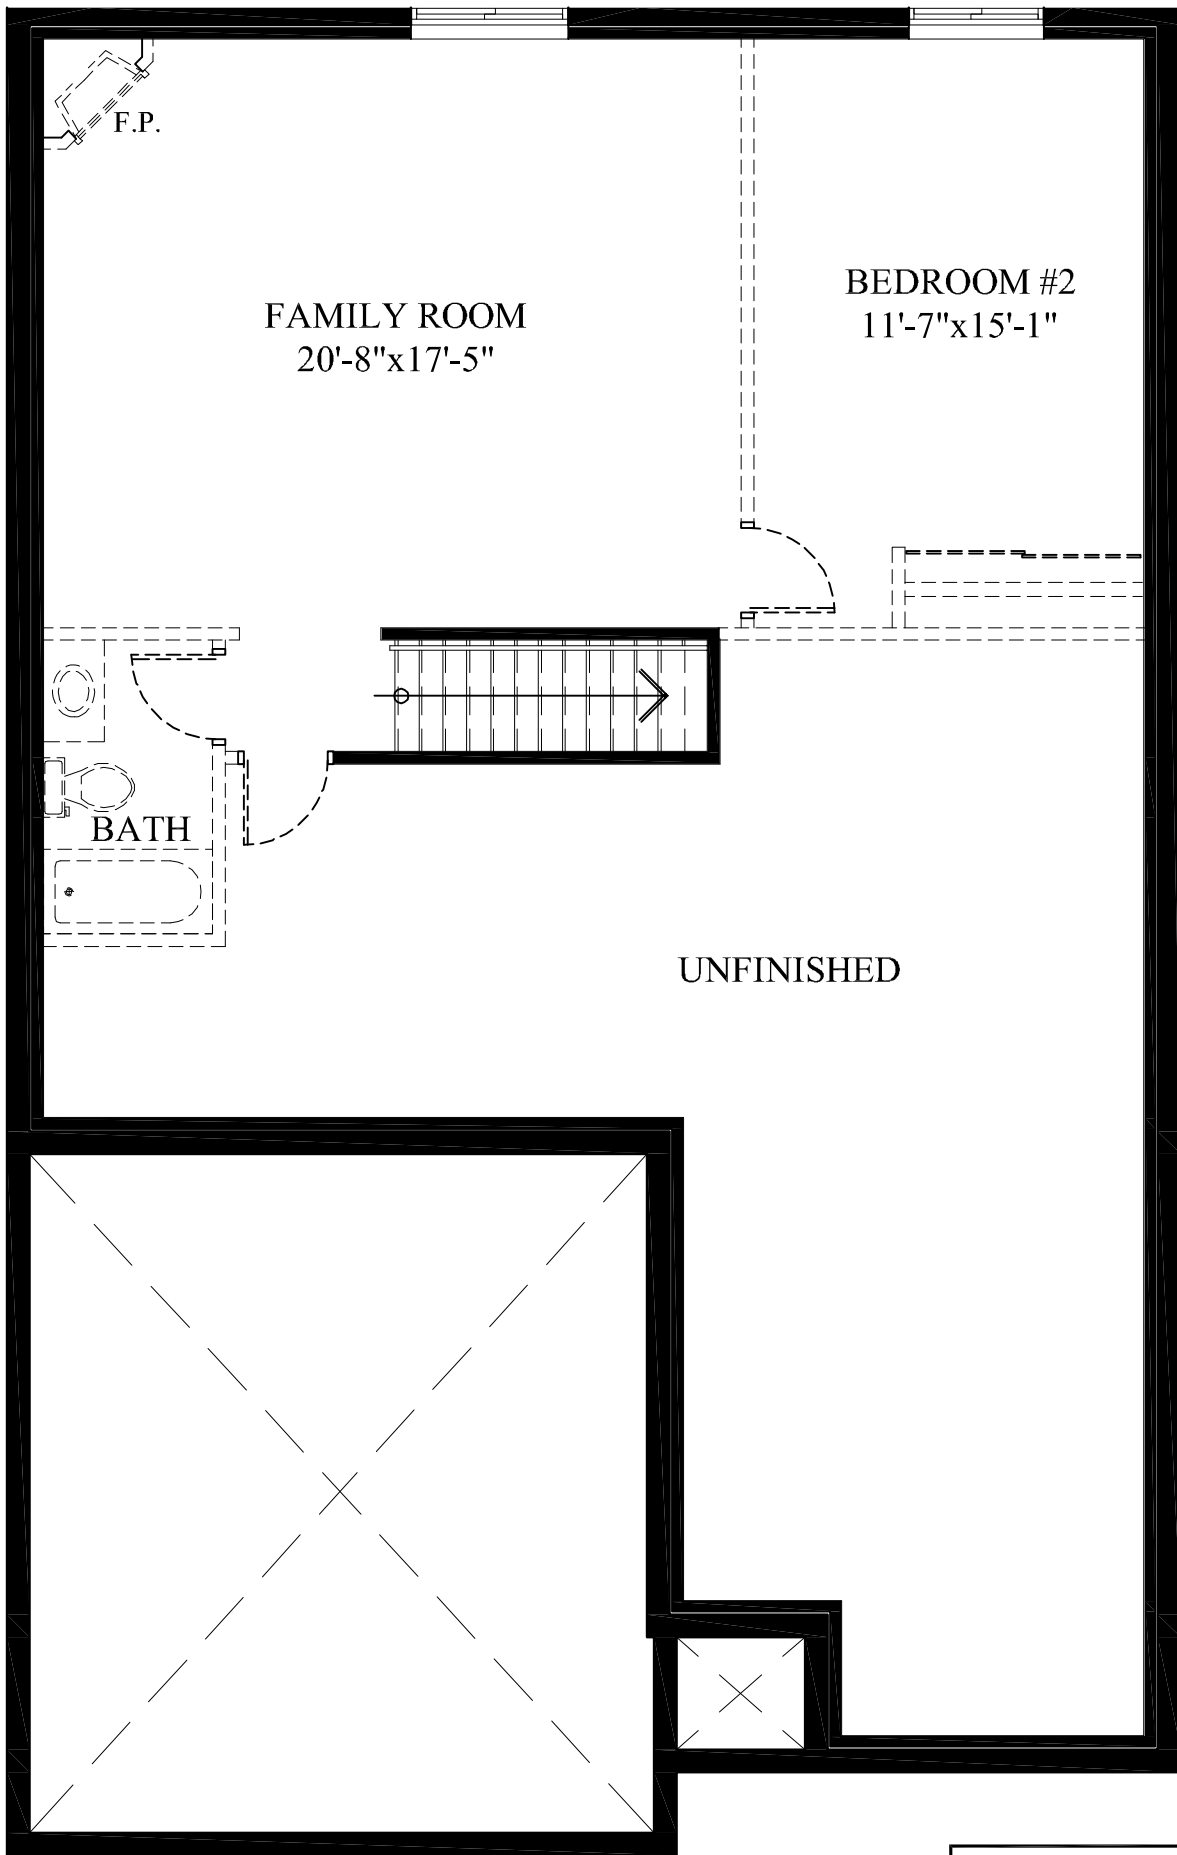 F.P.
FAMILY ROOM
20'-8"x17'-5"
BEDROOM #2
11'-7"x15'-1"
BATH
UNFINISHED